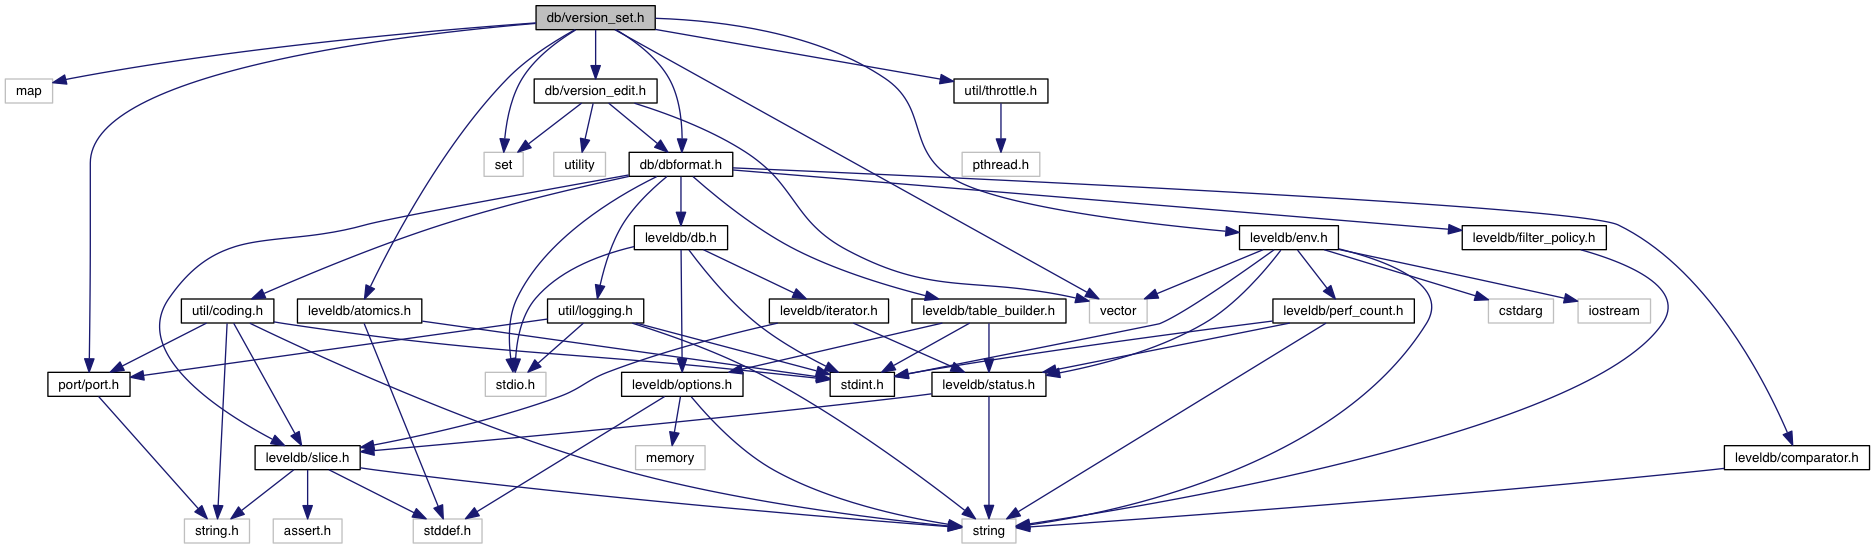 db/version_set.h
map
db/version_edit.h
util/throttle.h
set
utility
db/dbformat.h
pthread.h
leveldb/db.h
leveldb/env.h
leveldb/filter_policy.h
util/coding.h
leveldb/atomics.h
util/logging.h
leveldb/iterator.h
leveldb/table_builder.h
vector
leveldb/perf_count.h
cstdarg
iostream
port/port.h
stdio.h
leveldb/options.h
stdint.h
leveldb/status.h
leveldb/slice.h
memory
leveldb/comparator.h
string.h
assert.h
stddef.h
string